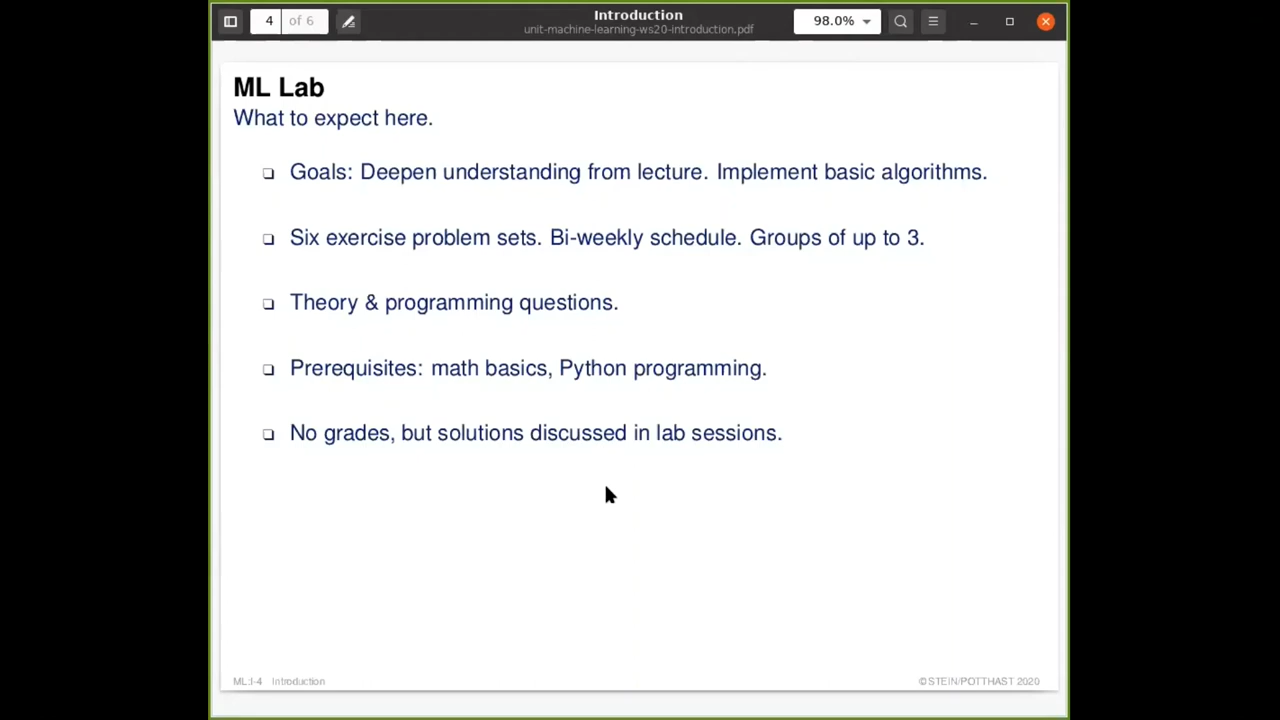 4 of 6
Introduction
unit-machine-learning-ws20-introduction.pdf
98.0%
ML Lab
What to expect here.
❏ Goals: Deepen understanding from lecture. Implement basic algorithms.
❏ Six exercise problem sets. Bi-weekly schedule. Groups of up to 3.
❏ Theory & programming questions.
❏ Prerequisites: math basics, Python programming.
❏ No grades, but solutions discussed in lab sessions.
ML:I-4 Introduction
©STEIN/POTTHAST 2020